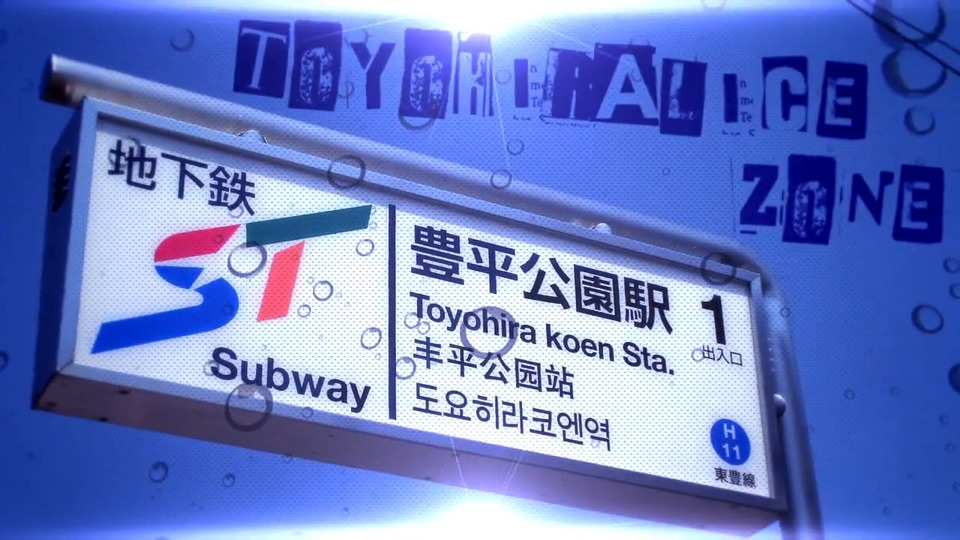 TOYOHIRA ICE
ZONE
地下鉄
ST
Subway
豊平公園駅
Toyohira koen Sta.
丰平公园站
도요히라코엔역
1
出入口
H
11
東豊線